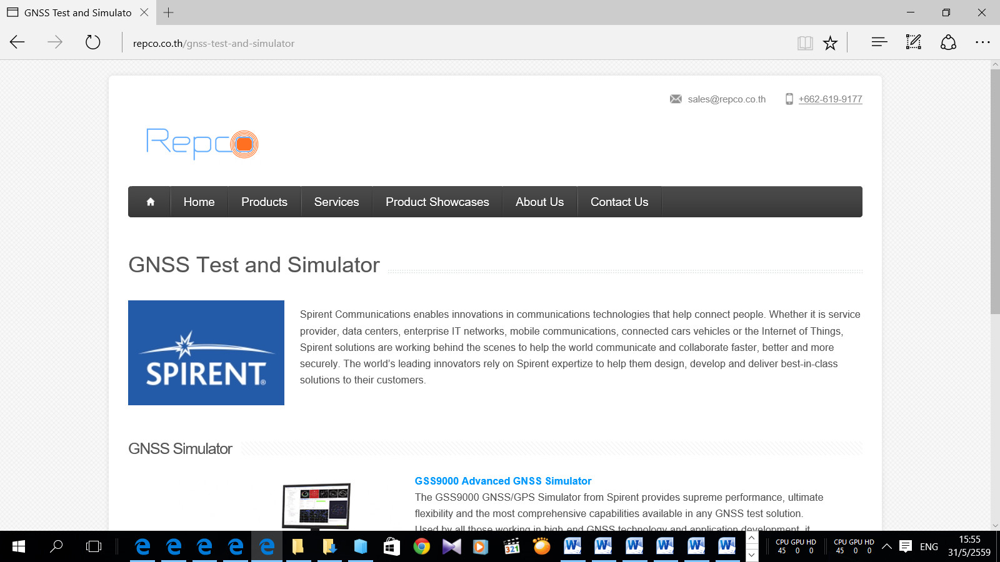 GNSS Test and Simulato
repco.co.th/gnss-test-and-simulator
sales@repco.co.th +662-619-9177
Repco
Home Products Services Product Showcases About Us Contact Us
GNSS Test and Simulator
SPIRENT®
Spirent Communications enables innovations in communications technologies that help connect people. Whether it is service
provider, data centers, enterprise IT networks, mobile communications, connected cars vehicles or the Internet of Things,
Spirent solutions are working behind the scenes to help the world communicate and collaborate faster, better and more
securely. The world’s leading innovators rely on Spirent expertize to help them design, develop and deliver best-in-class
solutions to their customers.
GNSS Simulator
GSS9000 Advanced GNSS Simulator
The GSS9000 GNSS/GPS Simulator from Spirent provides supreme performance, ultimate
flexibility and the most comprehensive capabilities available in any GNSS test solution.
Used by all those working in high-end GNSS technology and application development, it
321
CPU GPU HD CPU GPU HD
45 0 0 45 0 0
ENG
15:55
31/5/2559